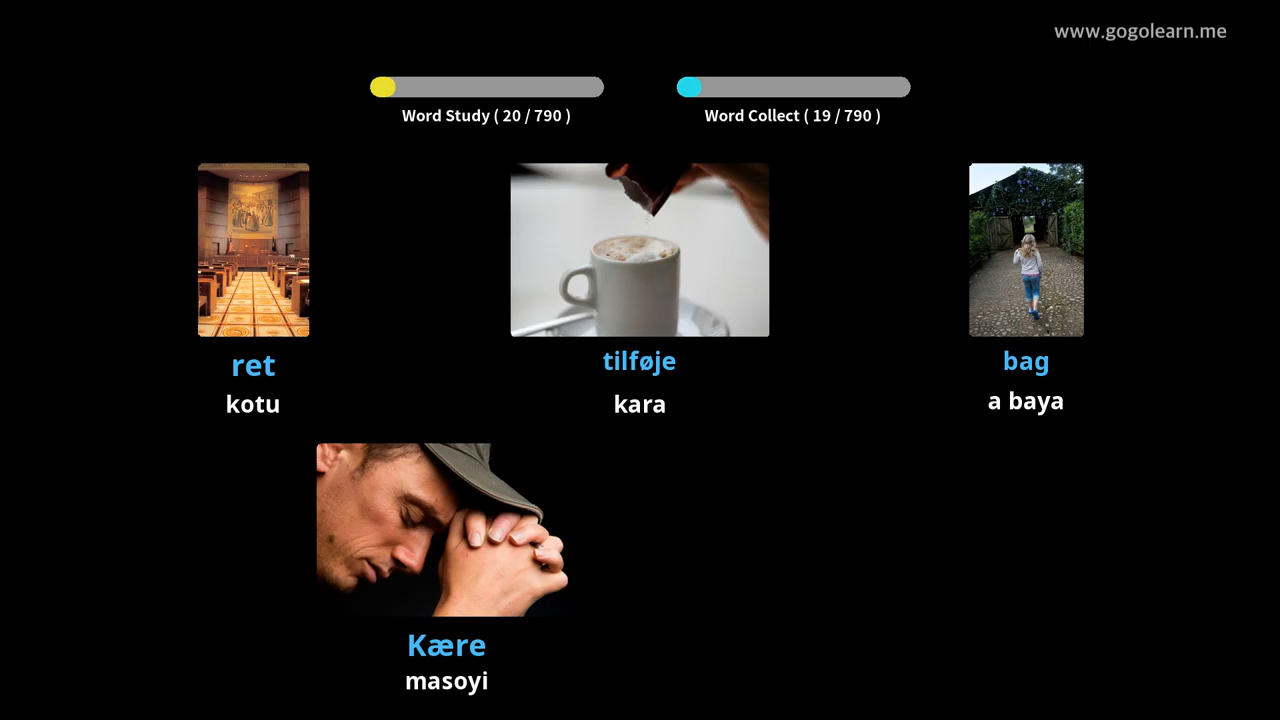 www.gogolearn.me
Word Study ( 20 / 790 )
Word Collect ( 19 / 790 )
ret
kotu
tilføje
kara
bag
a baya
Kære
masoyi